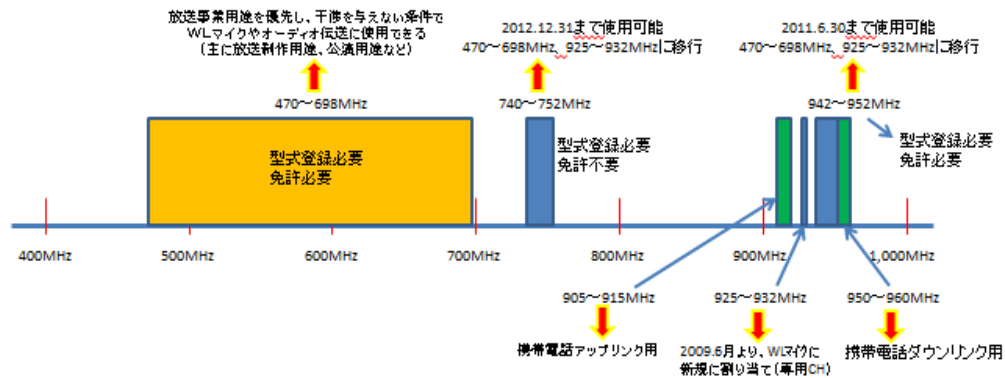 放送事業用途を優先し、干渉を与えない条件で
WLマイクやオーディオ伝送に使用できる
（主に放送制作用途、公演用途など）
2012.12.31まで使用可能
470～698MHz、925～932MHzに移行
2011.6.30まで使用可能
470～698MHz、925～932MHzに移行
470～698MHz
740～752MHz
942～952MHz
型式登録必要
免許必要
型式登録必要
免許不要
型式登録必要
免許必要
400MHz
500MHz
600MHz
700MHz
800MHz
900MHz
1,000MHz
905～915MHz
925～932MHz
950～960MHz
携帯電話アップリンク用
2009.6月より、WLマイクに
新規に割り当て（専用CH）
携帯電話ダウンリンク用